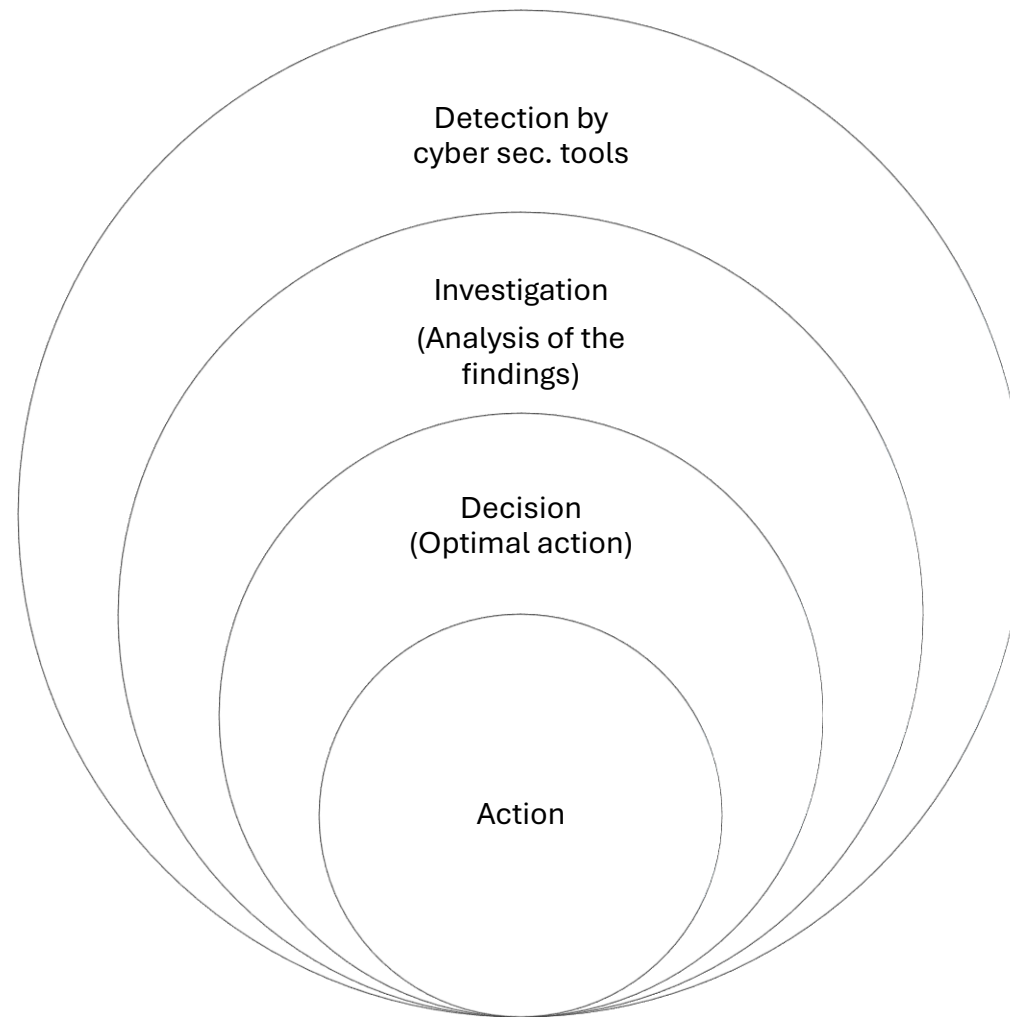 Detection by
cyber sec. tools
Investigation
(Analysis of the
findings)
Decision
(Optimal action)
Action